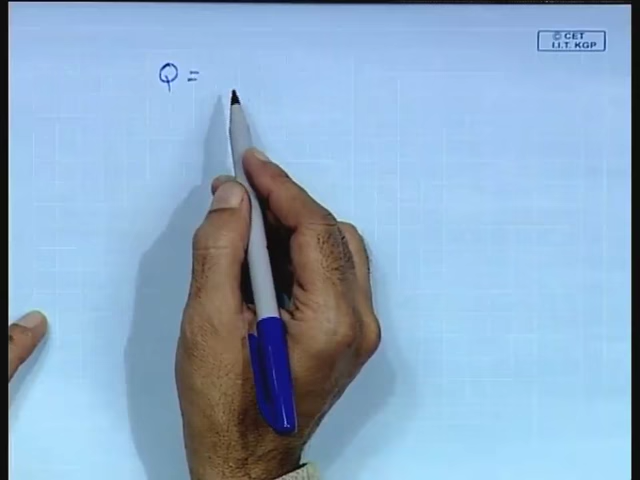 © CET
I.I.T. KGP
Q =